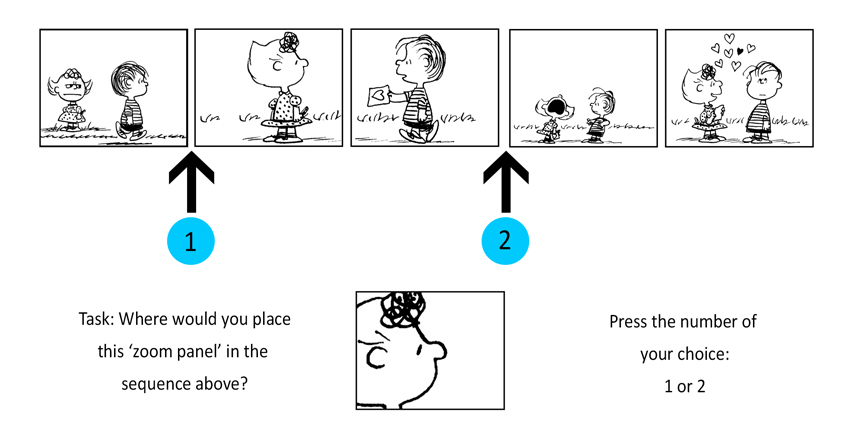 1
2
Task: Where would you place
this ‘zoom panel’ in the
sequence above?
Press the number of
your choice:
1 or 2